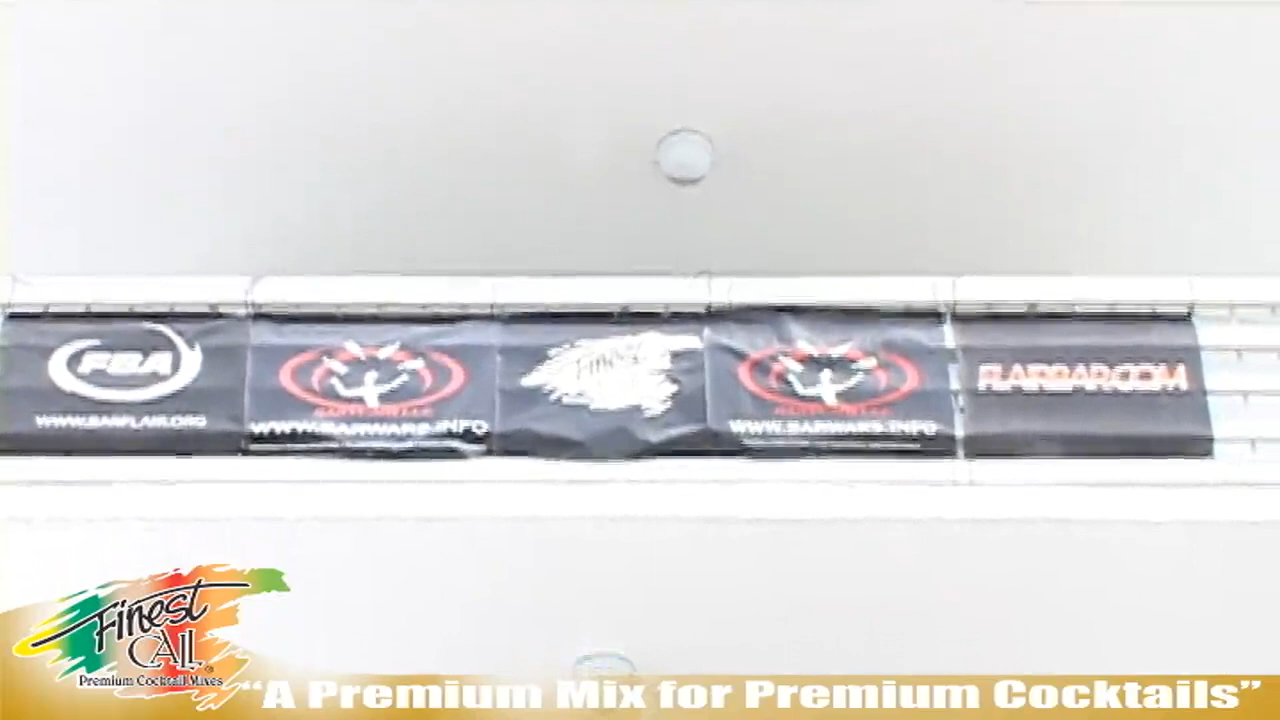 FBA
WWW.BARFLAIR.ORG
WWW.BARWARS.INFO
Finest
WWW.BARWARS.INFO
FLAIRBAR.COM
Finest
CALL®
Premium Cocktail Mixes
“A Premium Mix for Premium Cocktails”